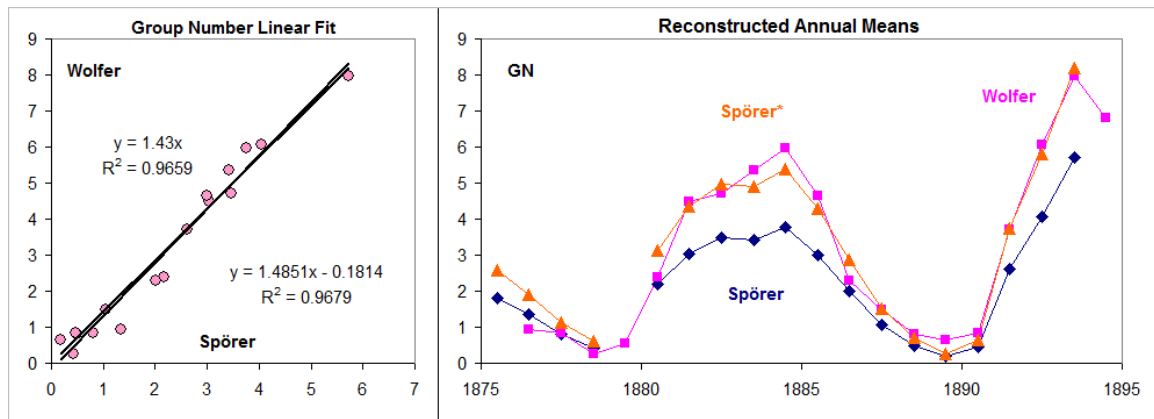 Group Number Linear Fit
9
8
7
6
5
4
3
2
1
0
Wolfer
y = 1.43x
R² = 0.9659
y = 1.4851x - 0.1814
R² = 0.9679
Spörer
0 1 2 3 4 5 6 7
Reconstructed Annual Means
9
8
7
6
5
4
3
2
1
0
GN
Spörer*
Wolfer
Spörer
1875 1880 1885 1890 1895